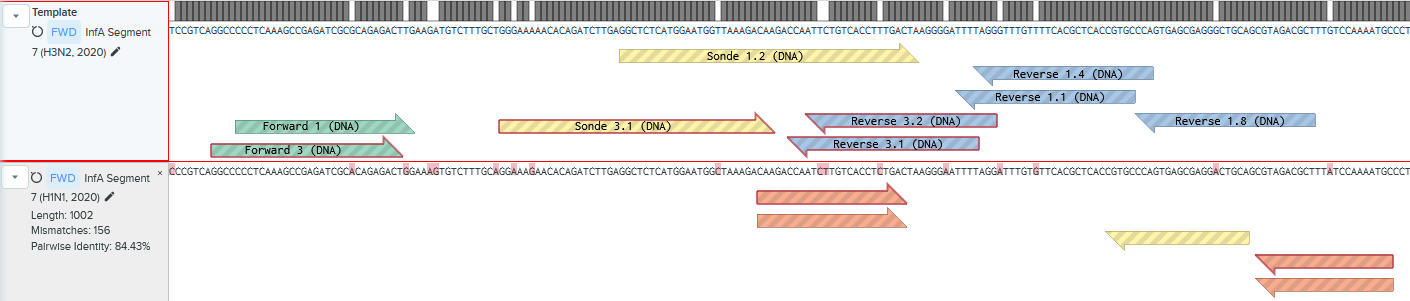 Template
FWD InfA Segment
7 (H3N2, 2020)
TCCGTCAGGCCCCCTCAAAGCCGAGATCGCGCAGAGACTTGAAGATGTCTTTGCTGGGAAAAACACAGATCTTGAGGCTCTCATGGAATGGTTAAAGACAAGACCAATTCTGTCACCTTTGACTAAGGGGATTTTAGGGTTTGTTTTCACGCTCACCGTGCCCAGTGAGCGAGGGCTGCAGCGTAGACGCTTTGTCCAAAATGCCCT
Sonde 1.2 (DNA)
Reverse 1.4 (DNA)
Reverse 1.1 (DNA)
Forward 1 (DNA) Sonde 3.1 (DNA) Reverse 3.2 (DNA) Reverse 1.8 (DNA)
Forward 3 (DNA) Reverse 3.1 (DNA)
FWD InfA Segment ×
7 (H1N1, 2020)
Length: 1002
Mismatches: 156
Pairwise Identity: 84.43%
CCCGTCAGGCCCCCTCAAAGCCGAGATCGCACAGAGACTGGAAAGTGTCTTTGCAGGAAAGAACACAGATCTTGAGGCTCTCATGGAATGGCTAAAGACAAGACCAATCTTGTCACCTCTGACTAAGGGAATTTTAGGATTTGTGTTCACGCTCACCGTGCCCAGTGAGCGAGGACTGCAGCGTAGACGCTTTATCCAAAATGCCCT